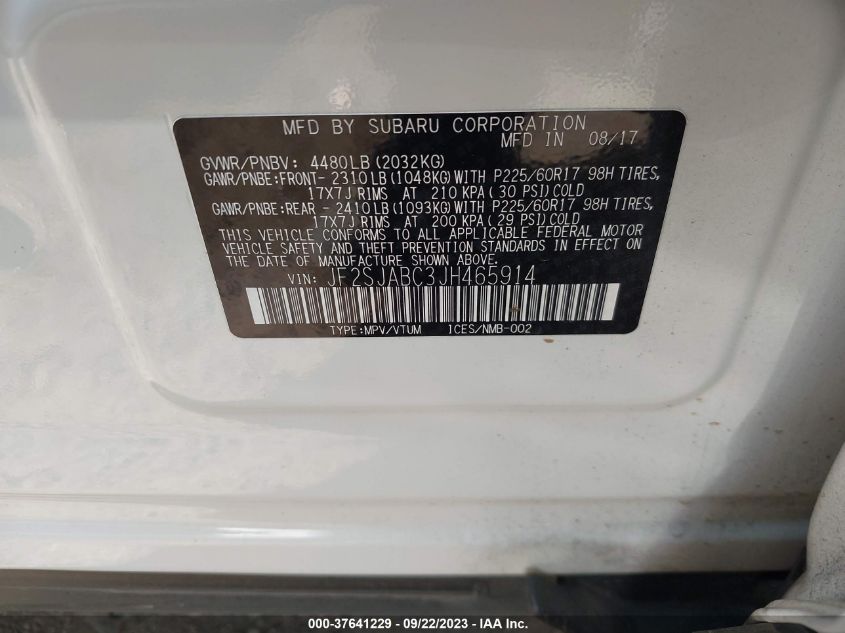 MFD BY SUBARU CORPORATION
MFD IN 08/17
GVWR/PNBV: 4480LB (2032KG)
GAWR/PNBE:FRONT- 2310LB (1048KG) WITH P225/60R17 98H TIRES,
17X7J RIMS AT 210 KPA (30 PSI) COLD
GAWR/PNBE:REAR - 2410LB (1093KG) WITH P225/60R17 98H TIRES,
17X7J RIMS AT 200 KPA (29 PSI) COLD
THIS VEHICLE CONFORMS TO ALL APPLICABLE FEDERAL MOTOR
VEHICLE SAFETY AND THEFT PREVENTION STANDARDS IN EFFECT ON
THE DATE OF MANUFACTURE SHOWN ABOVE.
VIN: JF2SJABC3JH465914
TYPE:MPV/VTUM ICES/NMB-002
000-37641229 - 09/22/2023 - IAA Inc.